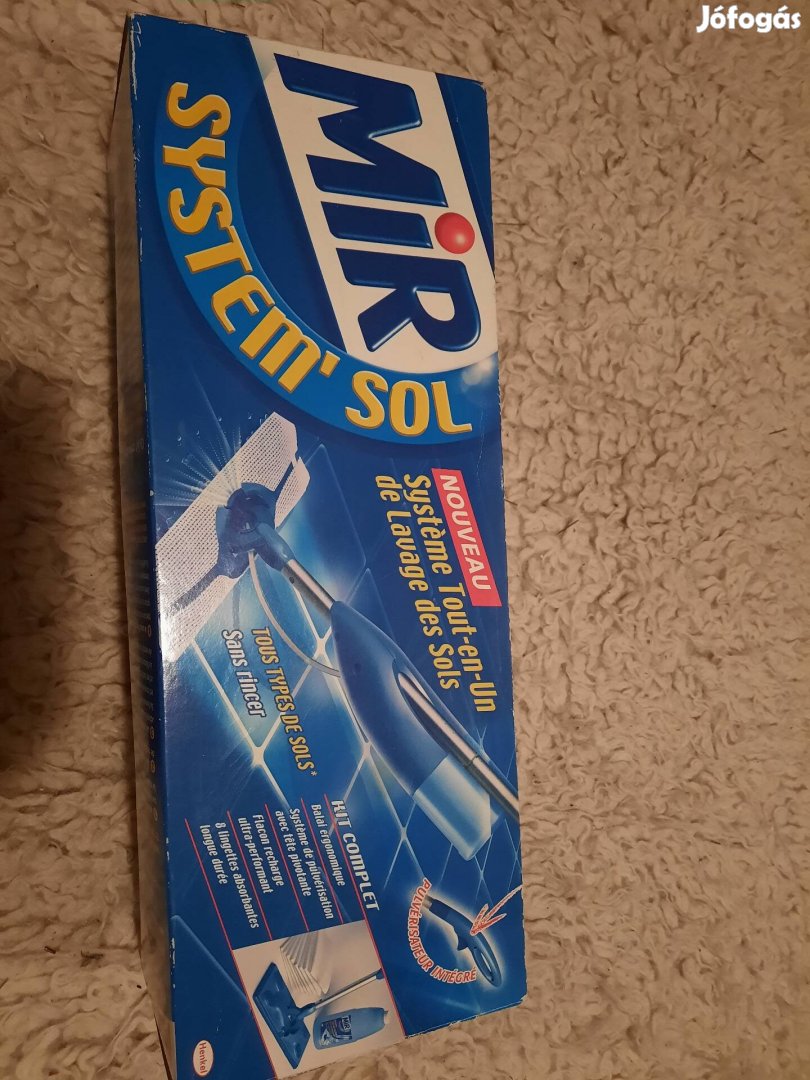 Jófogás
MiR
SYSTEM' SOL
NOUVEAU
Système Tout-en-Un
de Lavage des Sols
TOUS TYPES DE SOLS*
Sans rincer
KIT COMPLET
Balai ergonomique
Système de pulvérisation
avec tête pivotante
Flacon recharge
ultra-performant
8 lingettes absorbantes
longue durée
PULVÉRISATEUR INTÉGRÉ
Henkel